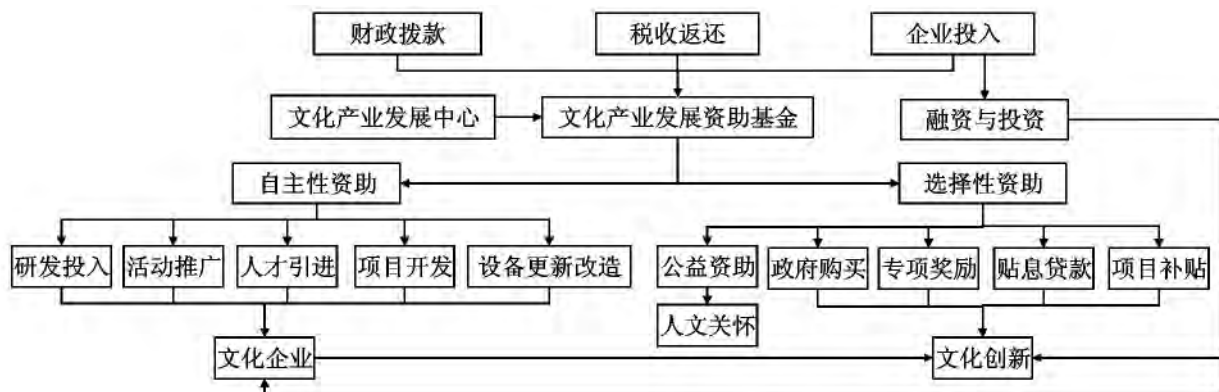 财政拨款
税收返还
企业投入
文化产业发展中心
文化产业发展资助基金
融资与投资
自主性资助
选择性资助
研发投入
活动推广
人才引进
项目开发
设备更新改造
公益资助
政府购买
专项奖励
贴息贷款
项目补贴
人文关怀
文化企业
文化创新